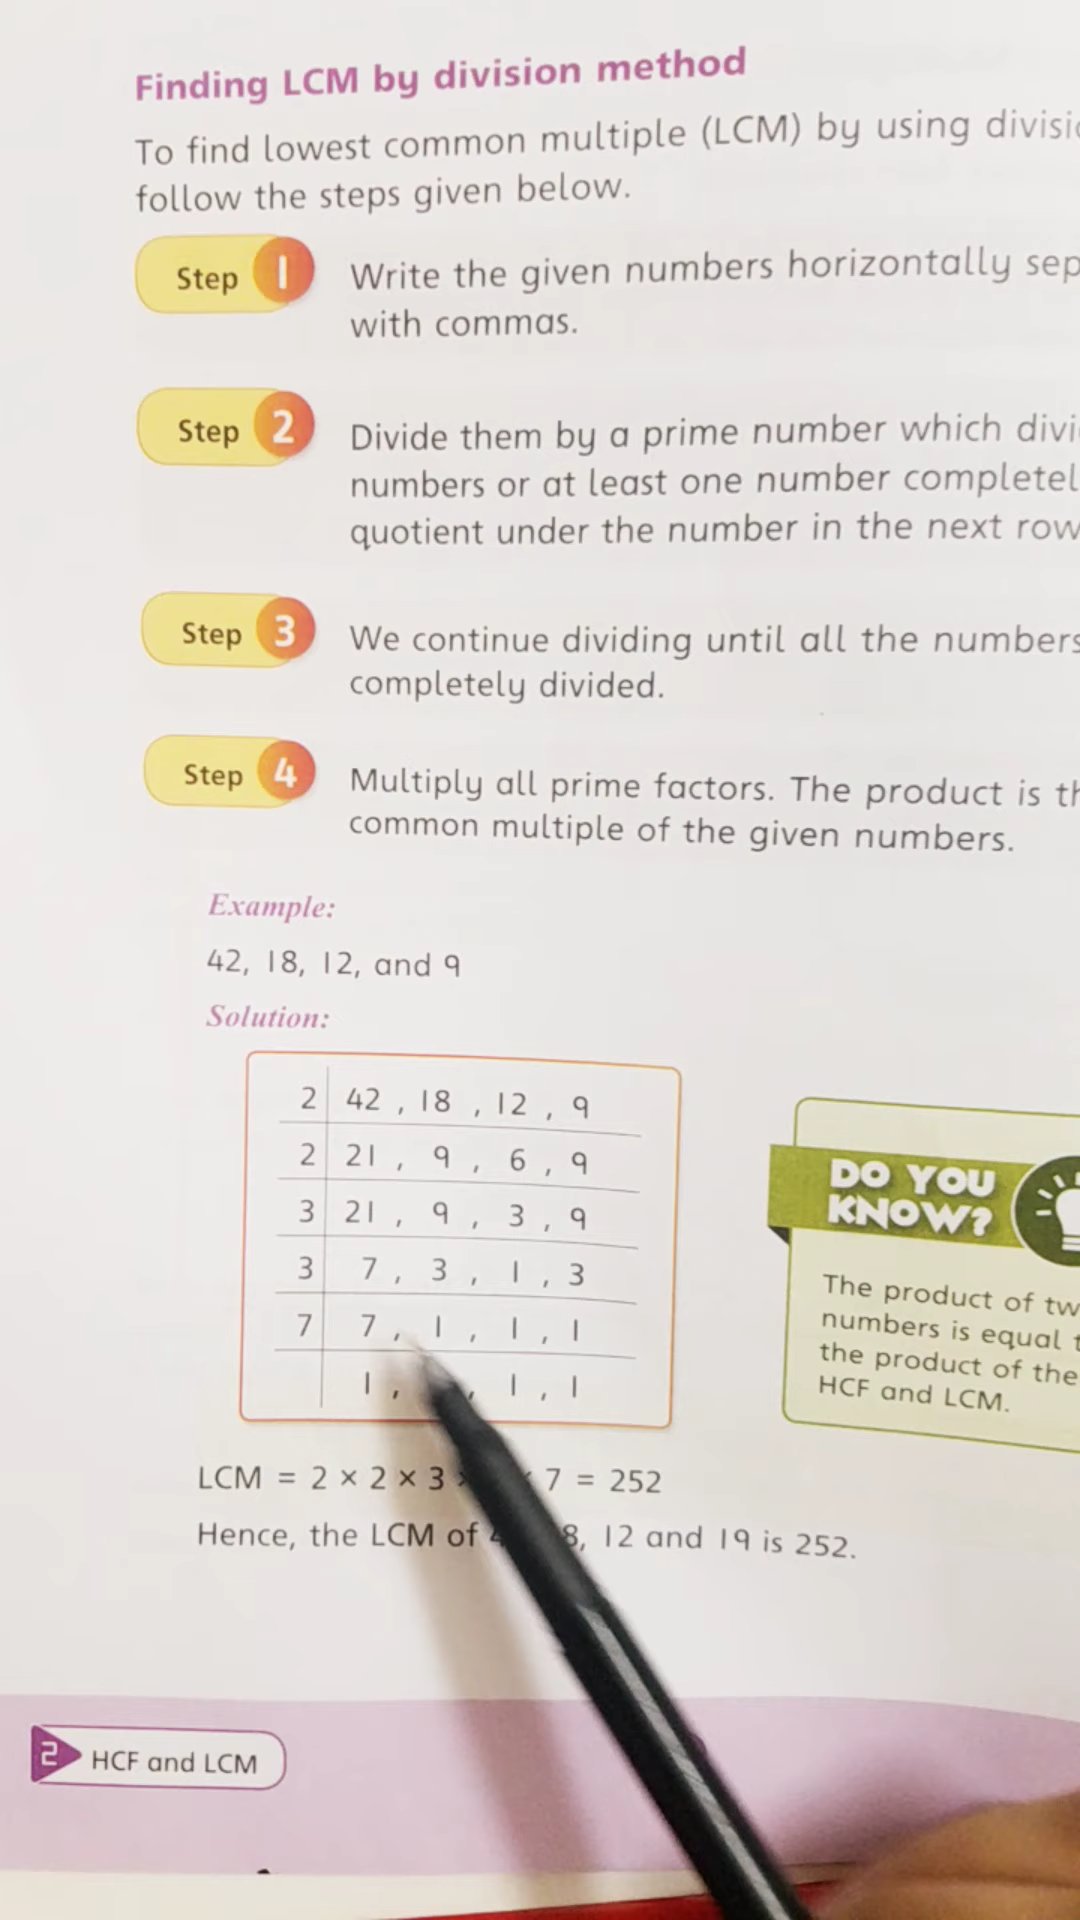 Finding LCM by division method
To find lowest common multiple (LCM) by using
follow the steps given below.
Step 1
Write the given numbers horizontally
with commas.
Step 2
Divide them by a prime number which
numbers or at least one number
quotient under the number in the next row
Step 3
We continue dividing until all the numbers
completely divided.
Step 4
Multiply all prime factors. The product is
common multiple of the given numbers.
Example:
42, 18, 12, and 9
Solution:
2 42 , 18 , 12 , 9
2 21 , 9 , 6 , 9
3 21 , 9 , 3 , 9
3 7 , 3 , 1 , 3
7 7 , 1 , 1 , 1
1 , , 1 , 1
LCM = 2 × 2 × 3 7 = 252
Hence, the LCM of 8, 12 and 19 is 252.
DO YOU
KNOW?
The product of
numbers is equal
the product of the
HCF and LCM.
2 HCF and LCM